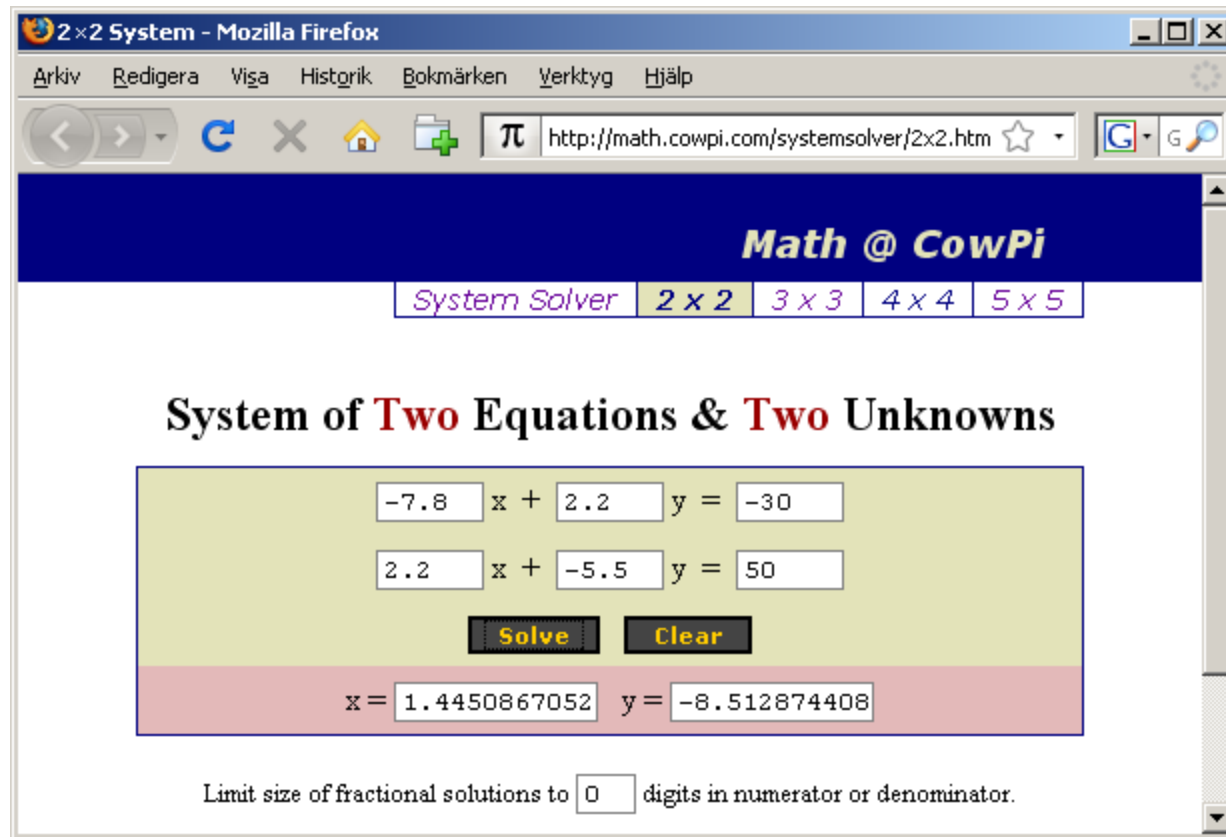 2×2 System - Mozilla Firefox
Arkiv Redigera Visa Historik Bokmärken Verktyg Hjälp
π http://math.cowpi.com/systemsolver/2x2.htm G G
Math @ CowPi
System Solver 2 x 2 3 x 3 4 x 4 5 x 5
System of Two Equations & Two Unknowns
-7.8 x + 2.2 y = -30
2.2 x + -5.5 y = 50
Solve Clear
x = 1.4450867052 y = -8.512874408
Limit size of fractional solutions to 0 digits in numerator or denominator.